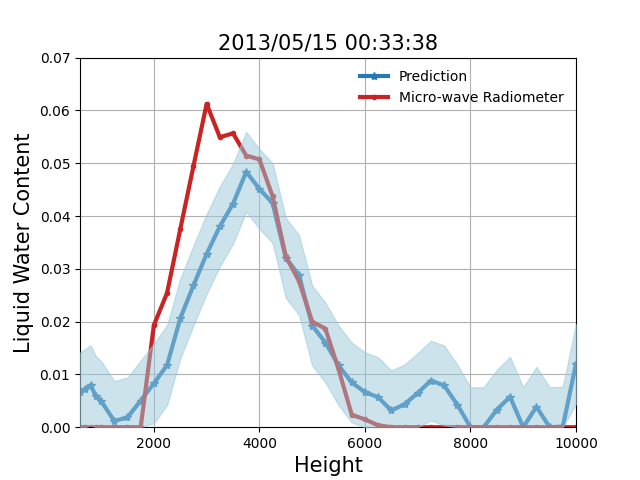 2013/05/15 00:33:38
Prediction
Micro-wave Radiometer
Liquid Water Content
0.07
0.06
0.05
0.04
0.03
0.02
0.01
0.00
2000 4000 6000 8000 10000
Height